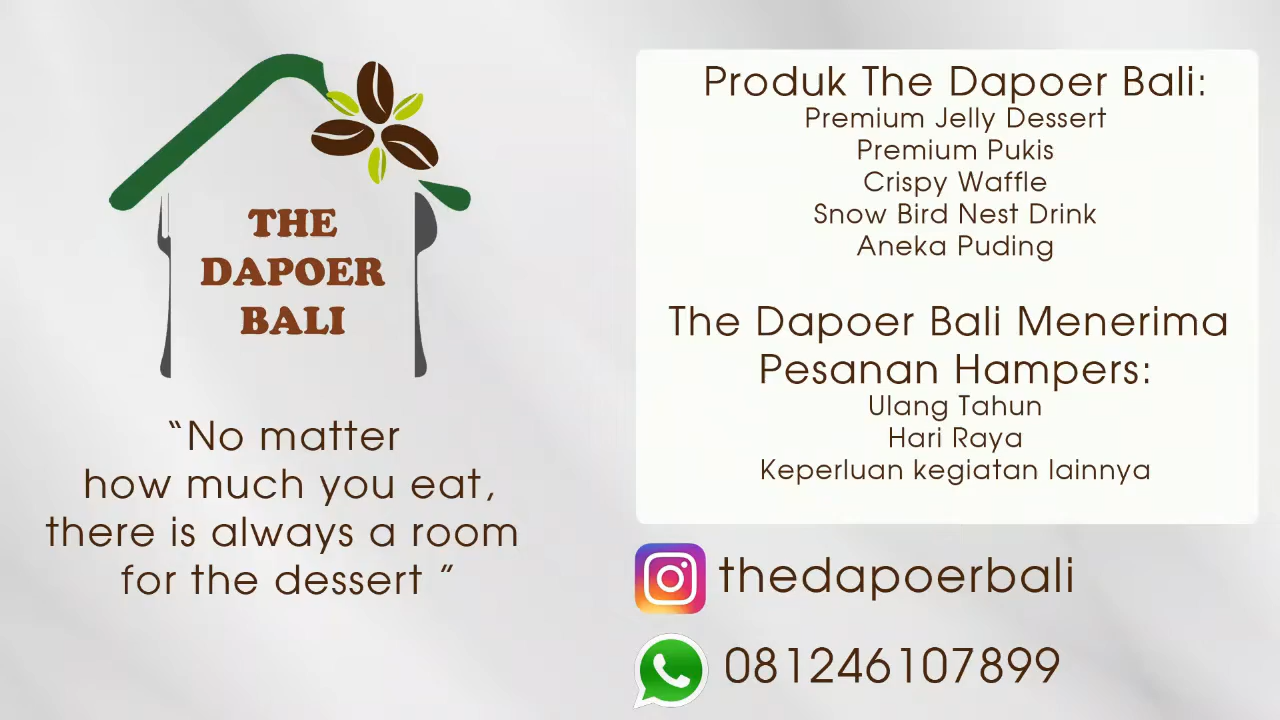 THE
DAPOER
BALI
“No matter
how much you eat,
there is always a room
for the dessert ”
Produk The Dapoer Bali:
Premium Jelly Dessert
Premium Pukis
Crispy Waffle
Snow Bird Nest Drink
Aneka Puding
The Dapoer Bali Menerima
Pesanan Hampers:
Ulang Tahun
Hari Raya
Keperluan kegiatan lainnya
thedapoerbali
081246107899